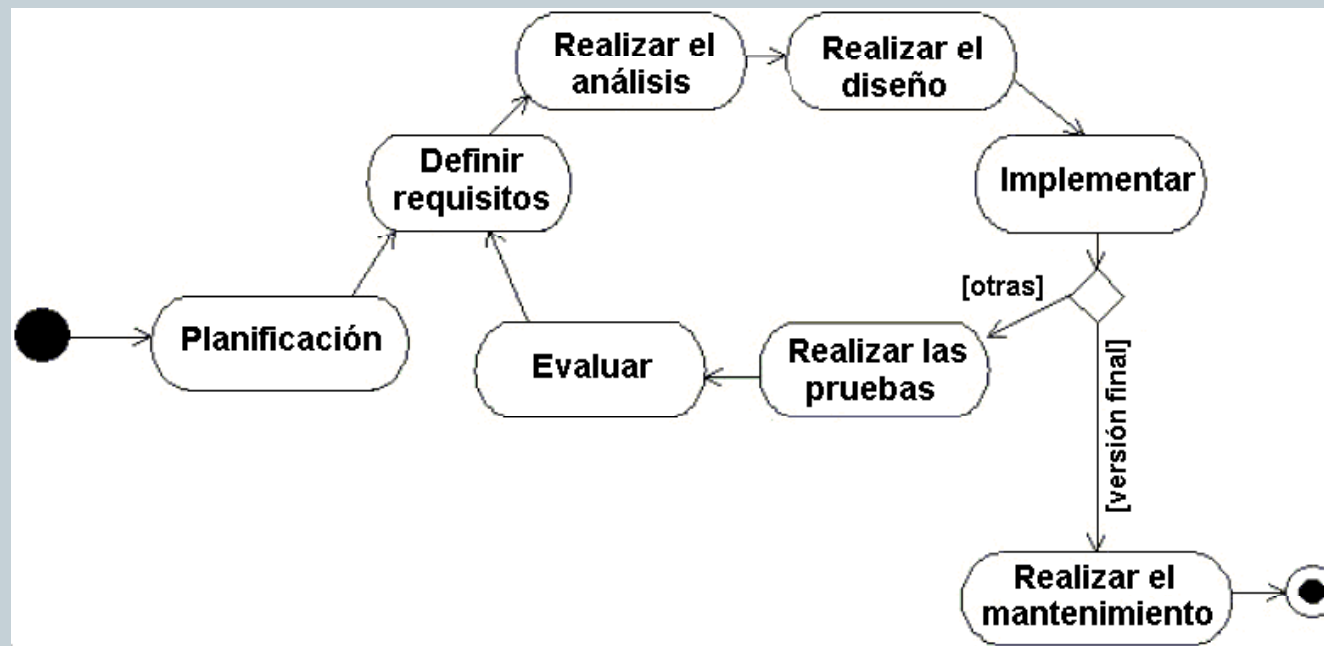 Realizar el
análisis
Realizar el
diseño
Definir
requisitos
Implementar
[otras]
Planificación
Evaluar
Realizar las
pruebas
[versión final]
Realizar el
mantenimiento